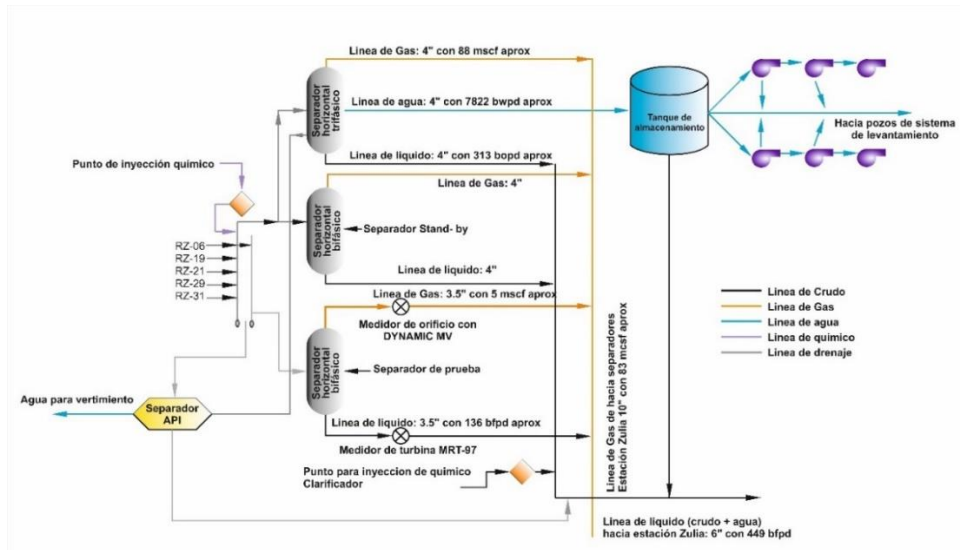 Linea de Gas: 4" con 88 mscf aprox
Separador
horizontal
trifásico
Linea de agua: 4" con 7822 bwpd aprox
Tanque de
almacenamiento
Hacia pozos de sistema
de levantamiento
Linea de líquido: 4" con 313 bopd aprox
Punto de inyección quimico
Linea de Gas: 4"
Separador
horizontal
bifásico
Separador Stand- by
RZ-06
RZ-19
RZ-21
RZ-29
RZ-31
Linea de liquido: 4"
Linea de Gas: 3.5" con 5 mscf aprox
Medidor de orificio con
DYNAMIC MV
Separador
horizontal
bifásico
Separador de prueba
Linea de Gas de hacia separadores
Estación Zulia 10" con 83 mcsf aprox
Linea de Crudo
Linea de Gas
Linea de agua
Linea de quimico
Linea de drenaje
Agua para vertimiento
Separador
API
Linea de liquido: 3.5" con 136 bfpd aprox
Medidor de turbina MRT-97
Punto para inyeccion de químico
Clarificador
Linea de líquido (crudo + agua)
hacia estación Zulia: 6" con 449 bfpd